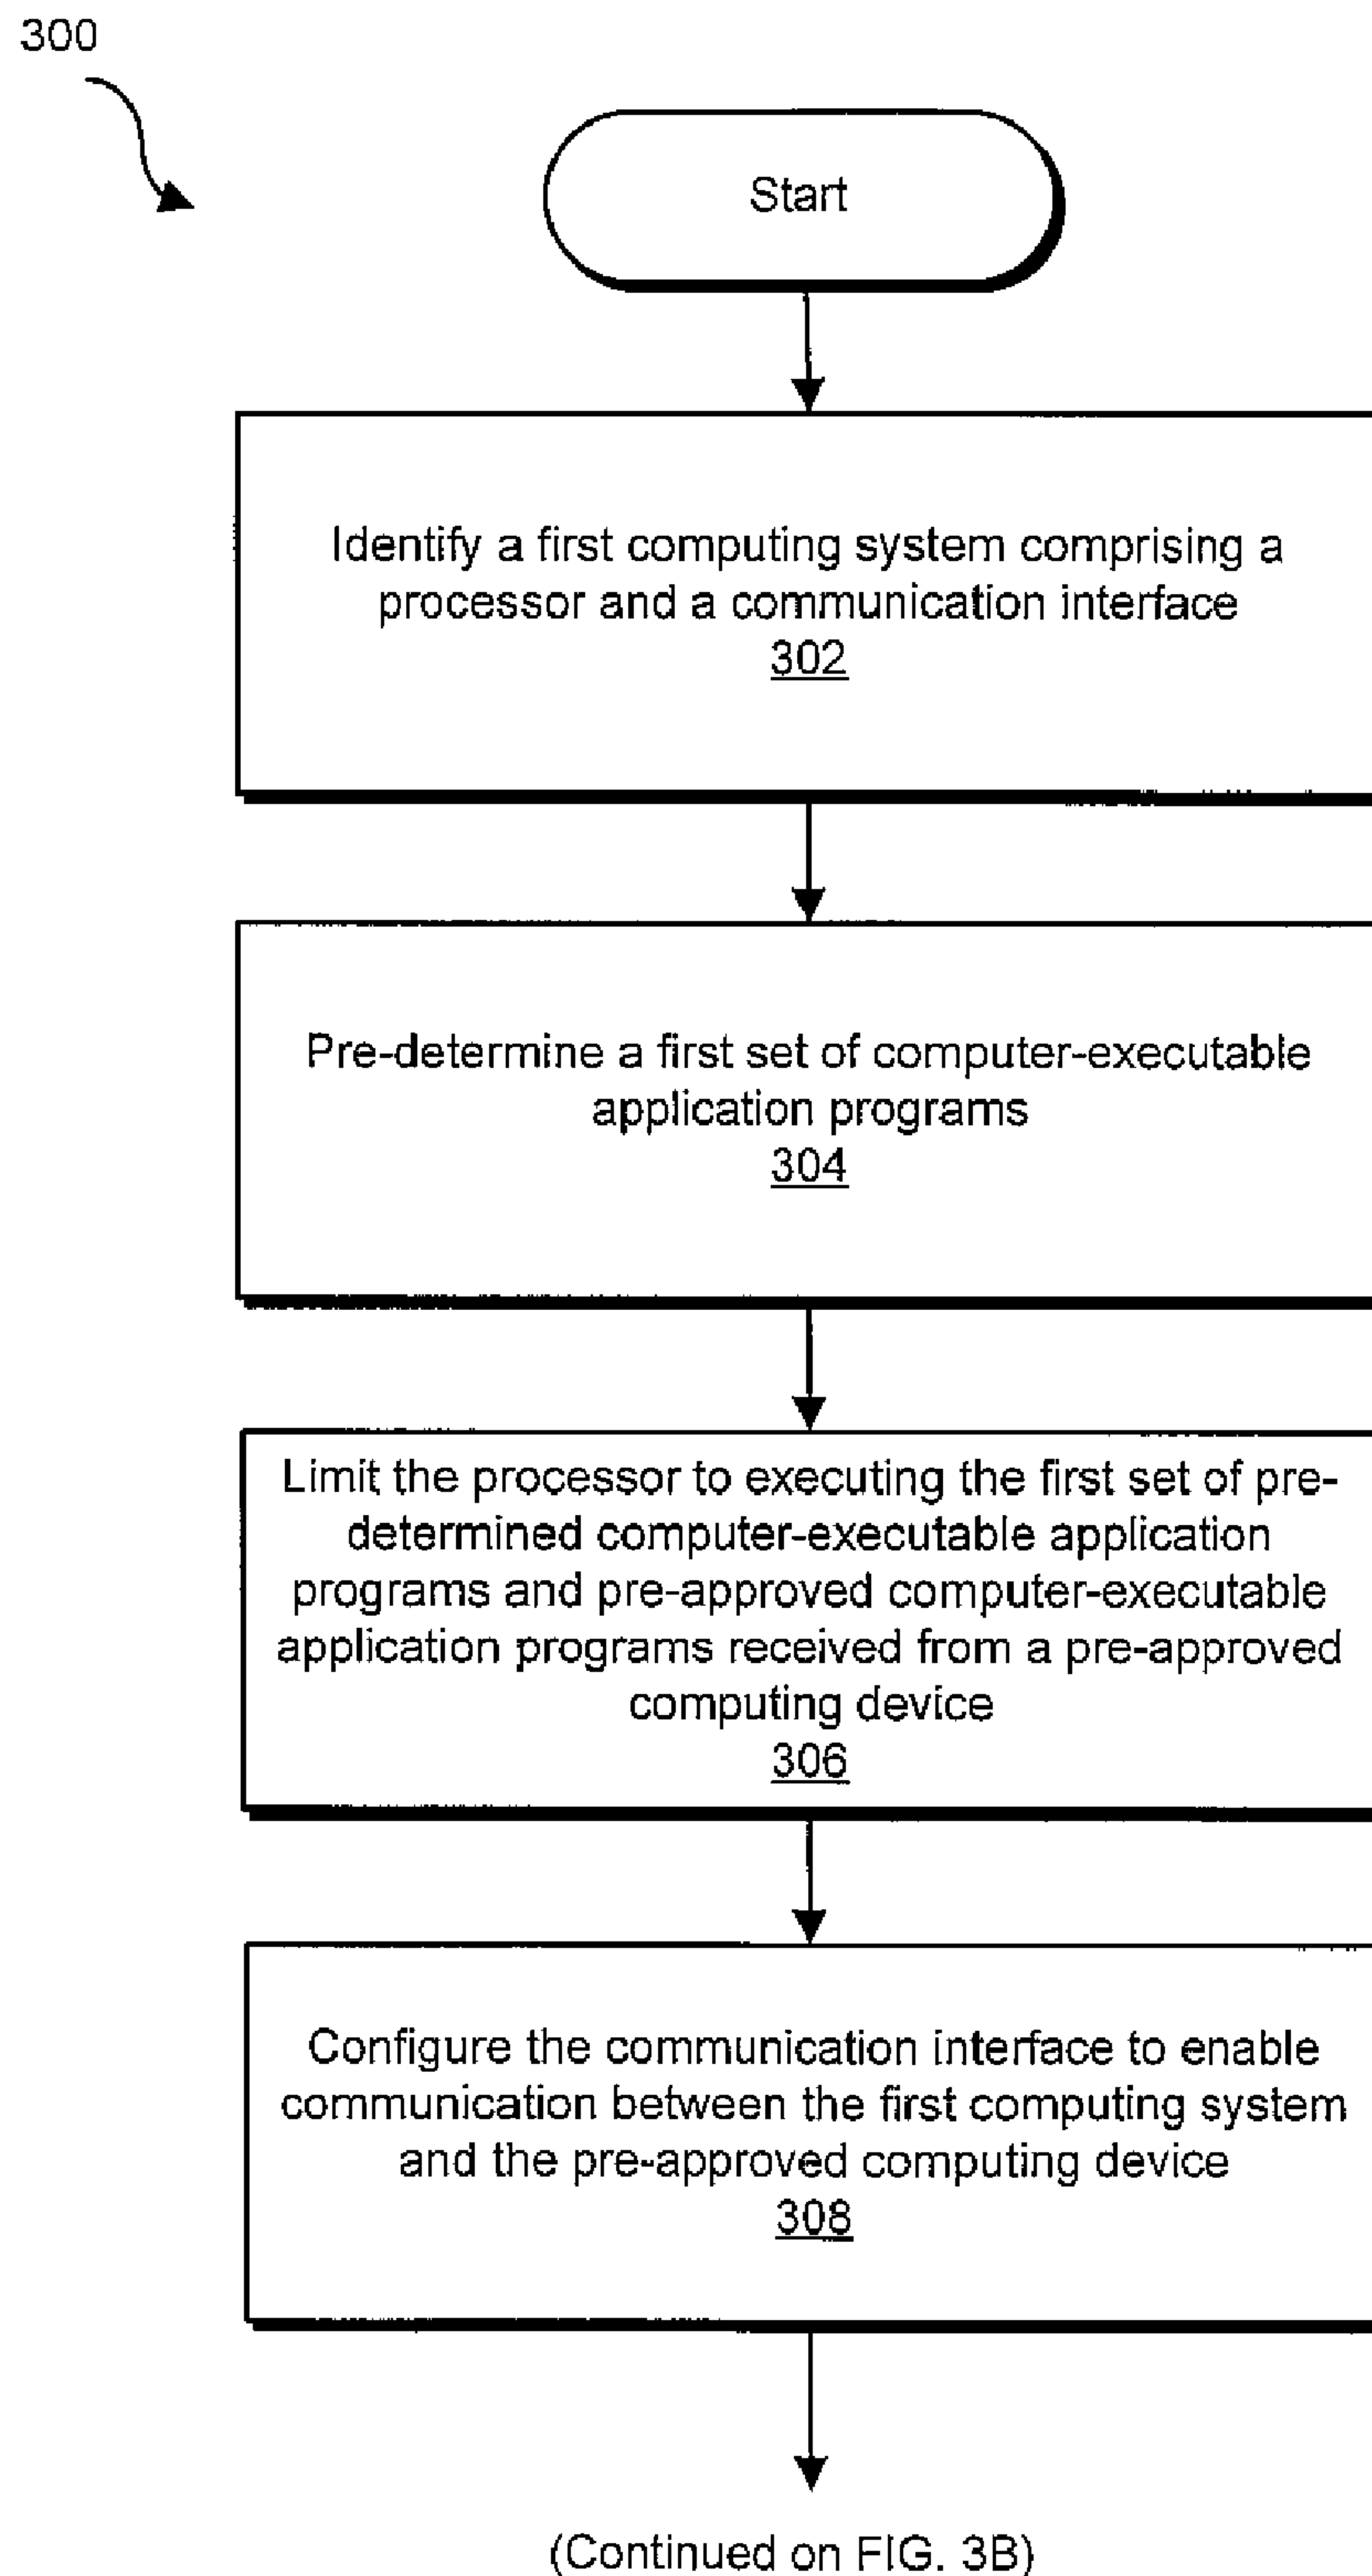 300
Start
Identify a first computing system comprising a
processor and a communication interface
302
Pre-determine a first set of computer-executable
application programs
304
Limit the processor to executing the first set of pre-
determined computer-executable application
programs and pre-approved computer-executable
application programs received from a pre-approved
computing device
306
Configure the communication interface to enable
communication between the first computing system
and the pre-approved computing device
308
(Continued on FIG. 3B)